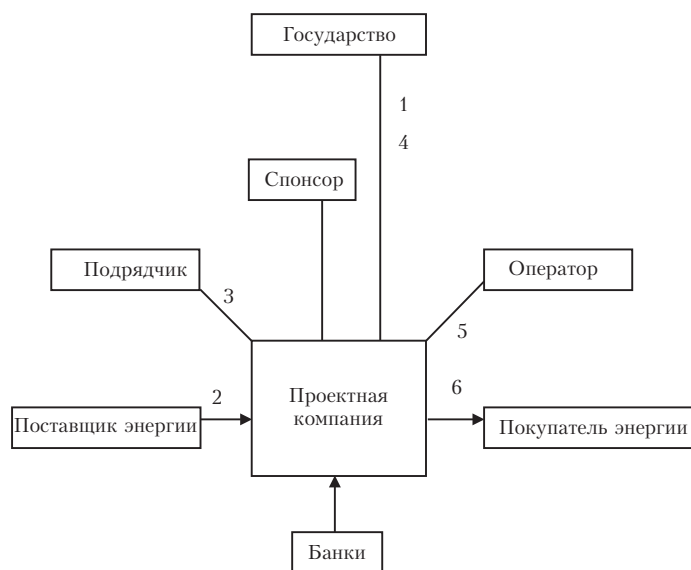 Государство
1
4
Спонсор
Подрядчик
Оператор
3
5
Проектная
компания
2
6
Поставщик энергии
Покупатель энергии
Банки